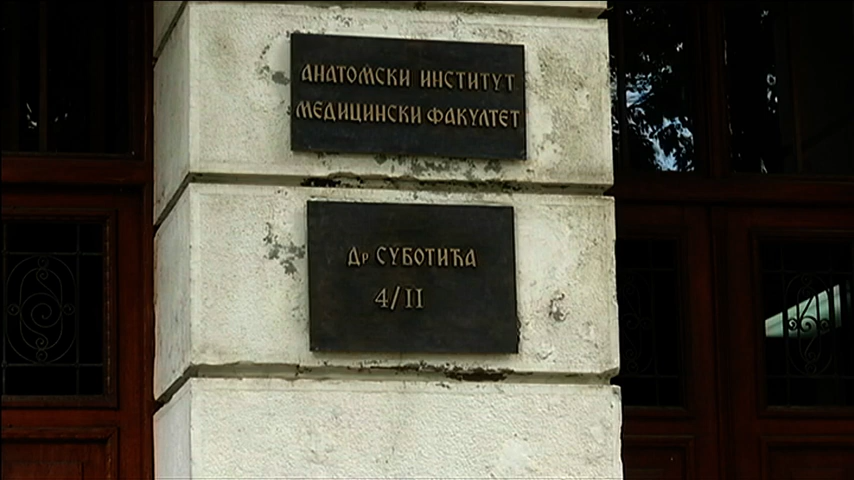 АНАТОМСКИ ИНСТИТУТ
МЕДИЦИНСКИ ФАКУЛТЕТ
Др СУБОТИЋА
4/II